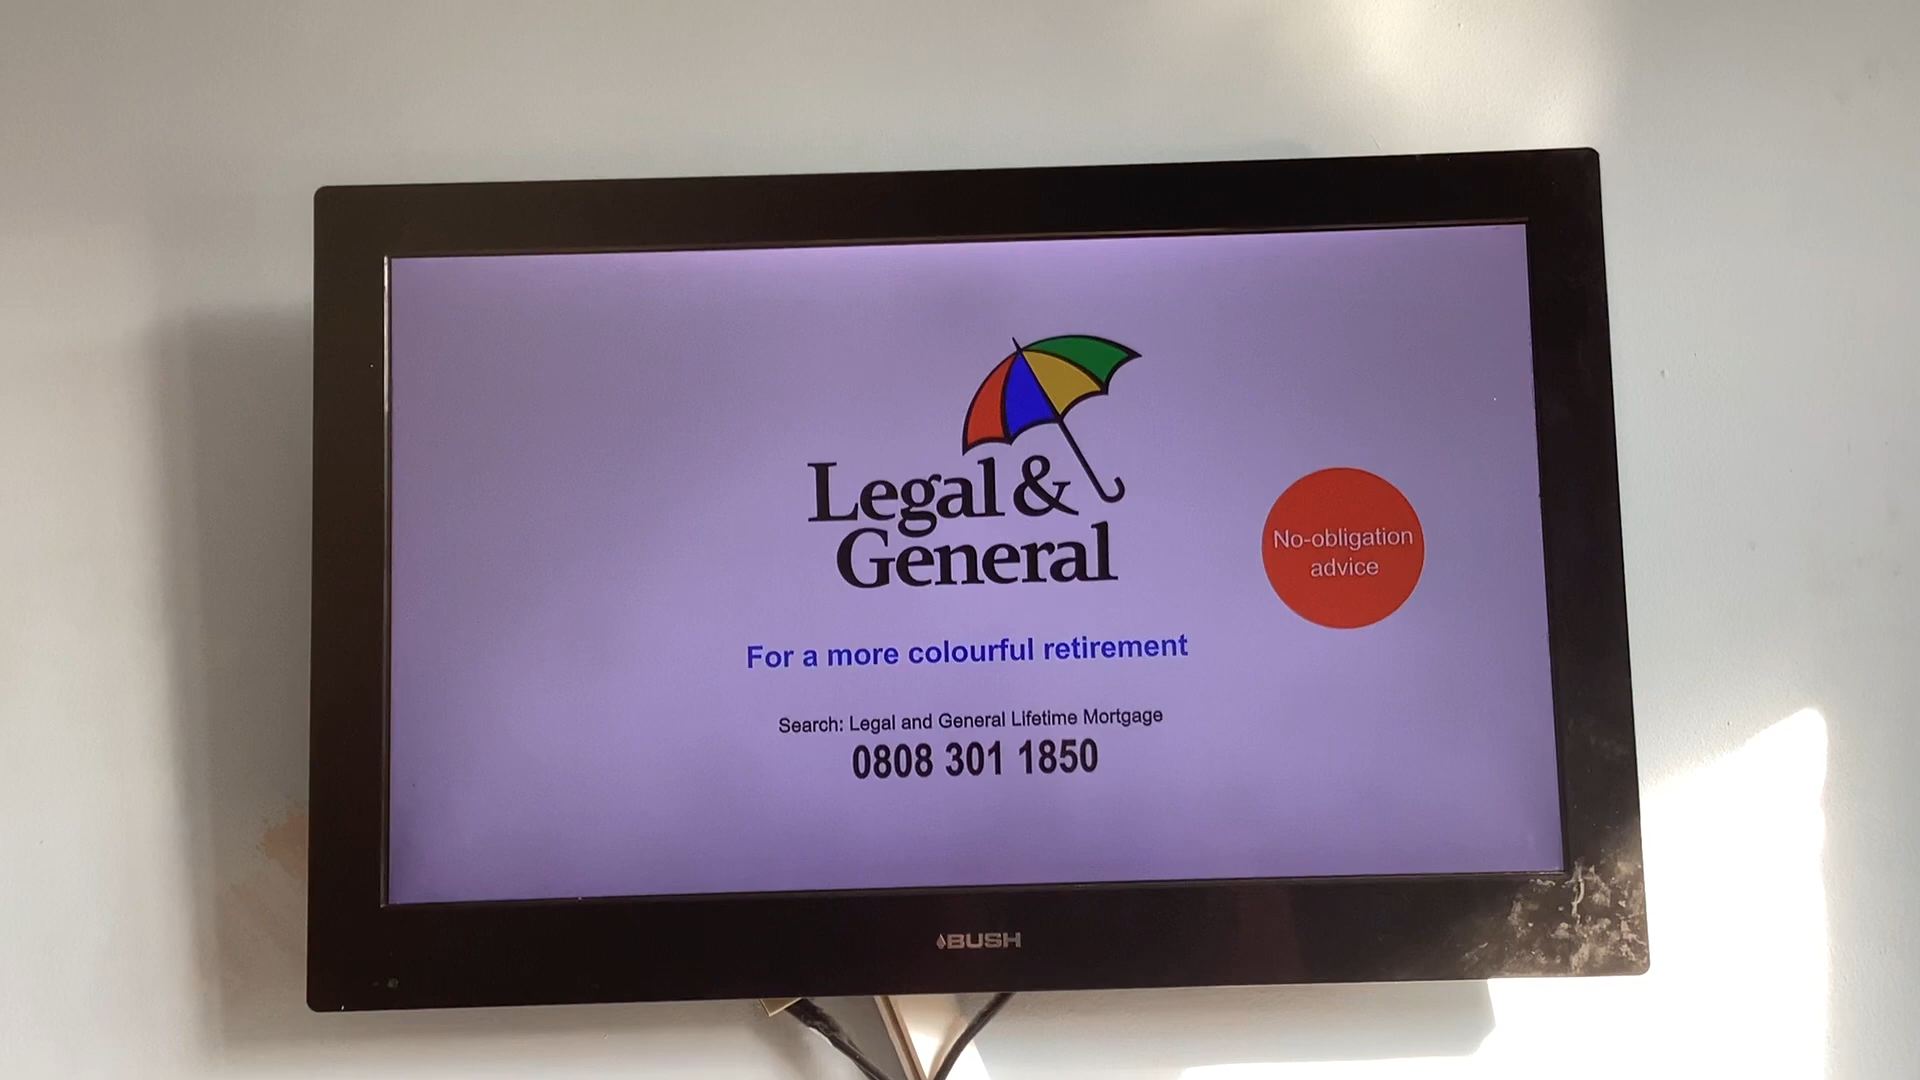 Legal &
General
No-obligation
advice
For a more colourful retirement
Search: Legal and General Lifetime Mortgage
0808 301 1850
BUSH